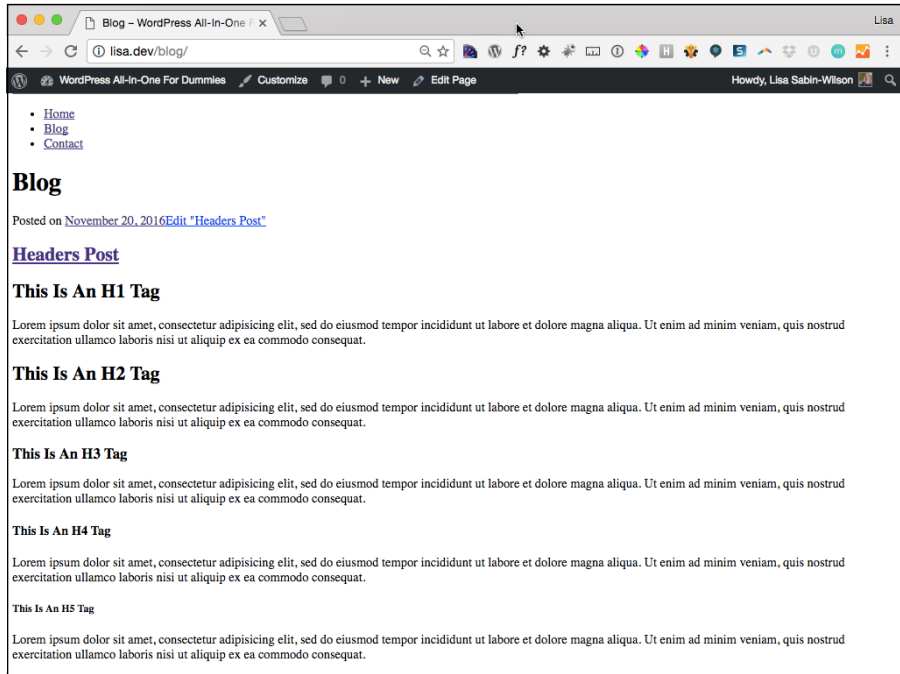 Blog – WordPress All-In-One F
Lisa
lisa.dev/blog/
WordPress All-In-One For Dummies Customize 0 New Edit Page Howdy, Lisa Sabin-Wilson
Home
Blog
Contact
Blog
Posted on November 20, 2016Edit "Headers Post"
Headers Post
This Is An H1 Tag
Lorem ipsum dolor sit amet, consectetur adipisicing elit, sed do eiusmod tempor incididunt ut labore et dolore magna aliqua. Ut enim ad minim veniam, quis nostrud
exercitation ullamco laboris nisi ut aliquip ex ea commodo consequat.
This Is An H2 Tag
Lorem ipsum dolor sit amet, consectetur adipisicing elit, sed do eiusmod tempor incididunt ut labore et dolore magna aliqua. Ut enim ad minim veniam, quis nostrud
exercitation ullamco laboris nisi ut aliquip ex ea commodo consequat.
This Is An H3 Tag
Lorem ipsum dolor sit amet, consectetur adipisicing elit, sed do eiusmod tempor incididunt ut labore et dolore magna aliqua. Ut enim ad minim veniam, quis nostrud
exercitation ullamco laboris nisi ut aliquip ex ea commodo consequat.
This Is An H4 Tag
Lorem ipsum dolor sit amet, consectetur adipisicing elit, sed do eiusmod tempor incididunt ut labore et dolore magna aliqua. Ut enim ad minim veniam, quis nostrud
exercitation ullamco laboris nisi ut aliquip ex ea commodo consequat.
This Is An H5 Tag
Lorem ipsum dolor sit amet, consectetur adipisicing elit, sed do eiusmod tempor incididunt ut labore et dolore magna aliqua. Ut enim ad minim veniam, quis nostrud
exercitation ullamco laboris nisi ut aliquip ex ea commodo consequat.